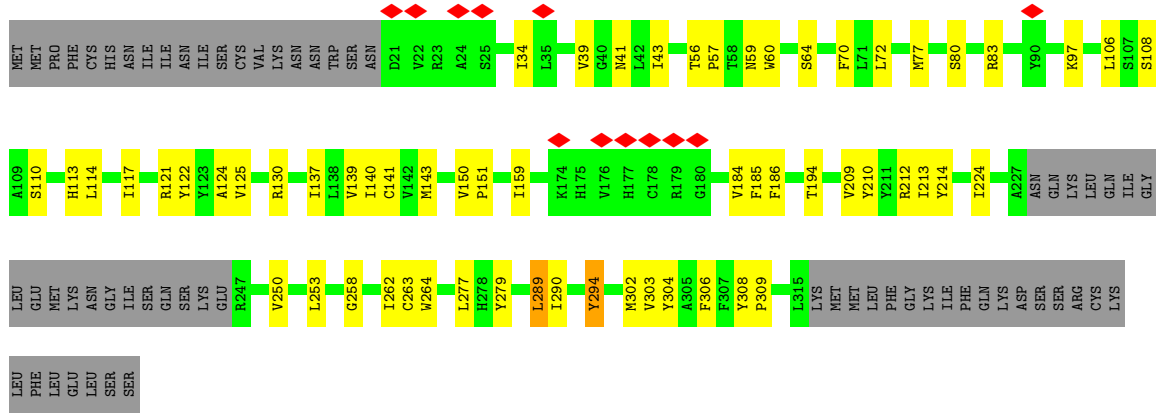 MET MET PRO PHE CYS HIS ASN ILE ILE ASN ILE SER CYS VAL LYS ASN ASN TRP SER ASN D21 V22 R23 A24 S25 I34 L35 V39 G40 N41 L42 I43 T56 P57 T58 N59 W60 S64 F70 L71 L72 M77 S80 R83 Y90 K97 L106 S107 S108
A109 S110 H113 L114 I117 R121 Y122 Y123 A124 V125 R130 I137 L138 V139 I140 C141 V142 M143 V150 P151 I159 K174 H175 V176 H177 C178 R179 G180 V184 F185 F186 T194 V209 Y210 Y211 R212 I213 Y214 I224 A227 ASN GLN LYS LEU GLN ILE GLY
LEU GLU MET LYS ASN GLY ILE SER GLN SER LYS GLU R247 V250 L253 G258 I262 C263 W264 L277 H278 Y279 L289 I290 Y294 M302 V303 Y304 A305 F306 F307 Y308 P309 L315 LYS MET MET LEU PHE GLY LYS ILE PHE GLN LYS ASP SER SER ARG CYS LYS
LEU PHE LEU GLU LEU SER SER